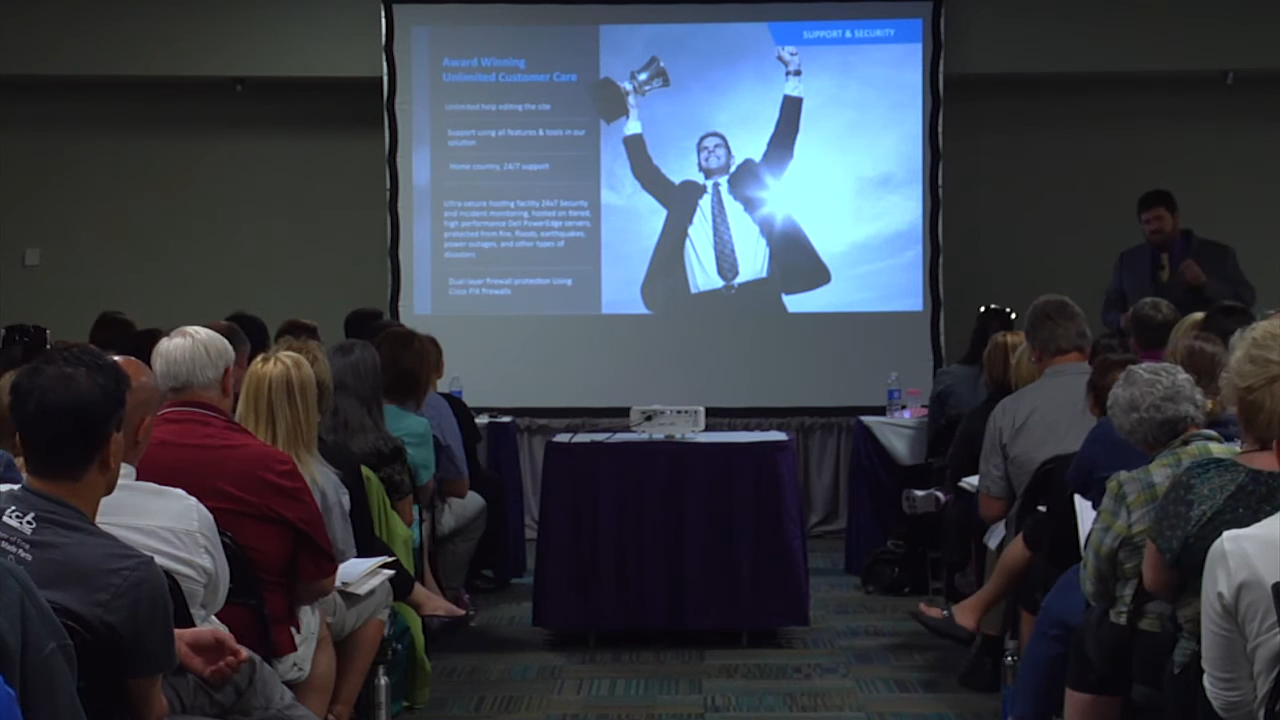 SUPPORT & SECURITY
Award Winning
Unlimited Customer Care
Unlimited help editing the site
Support using all features & tools in our
solution
Home country, 24/7 support
Ultra-secure hosting facility 24x7 Security
and incident monitoring, hosted on tiered,
high performance Dell PowerEdge servers,
protected from fire, floods, earthquakes,
power outages, and other types of
disasters
Dual layer firewall protection Using
Cisco PIX firewalls
icb
Made Parts